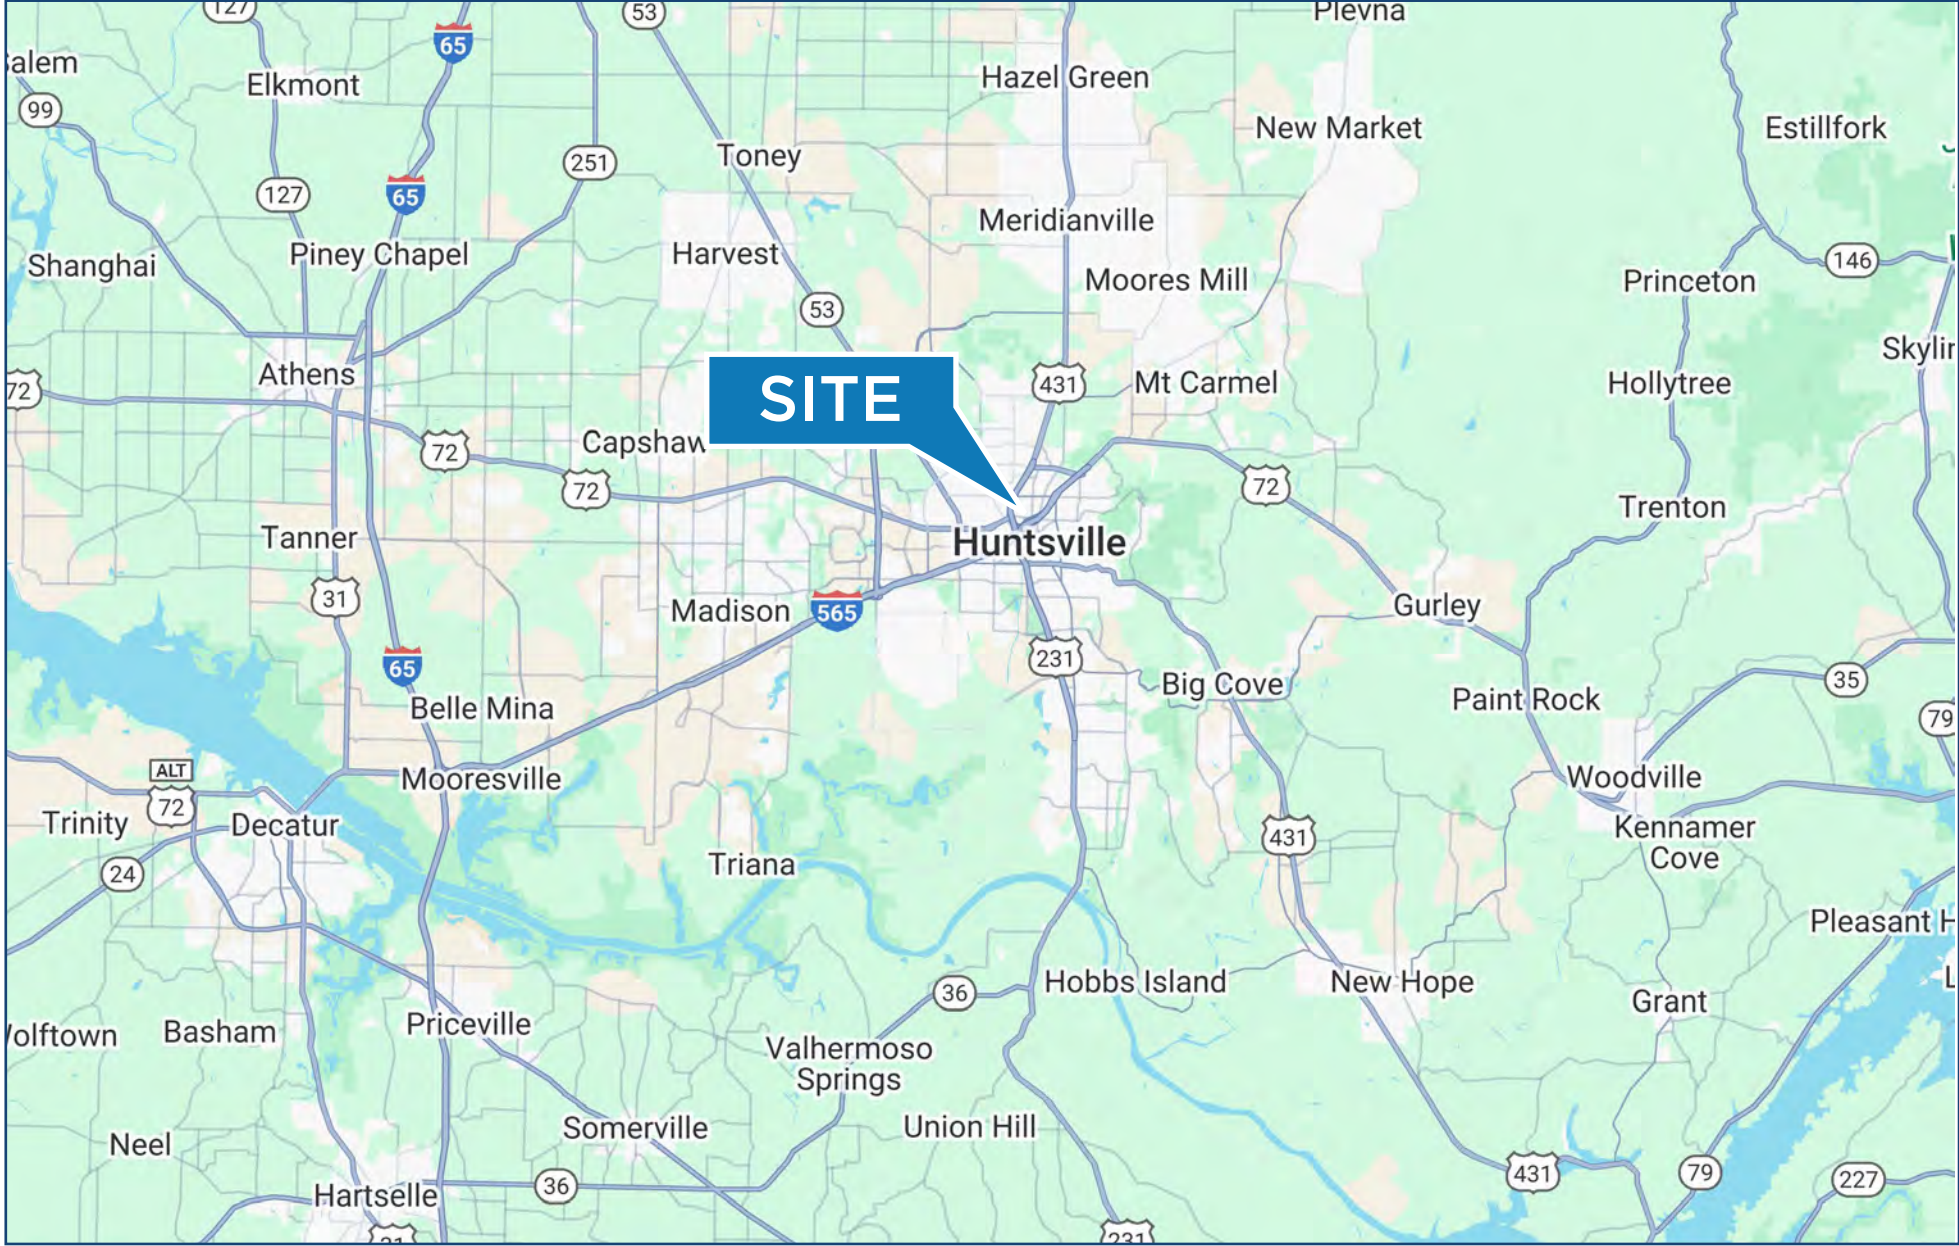 127
65
53
Plevna
Salem
Elkmont
Hazel Green
99
New Market
Estillfork
251
Toney
127
65
Meridianville
Shanghai
Piney Chapel
Harvest
Moores Mill
146
Princeton
53
Athens
72
SITE
431
Mt Carmel
Hollytree
72
Capshaw
72
72
Trenton
Tanner
Huntsville
31
Madison
565
Gurley
65
231
Big Cove
35
Belle Mina
Paint Rock
79
ALT
72
Mooresville
Woodville
Trinity
Decatur
431
Kennamer
Cove
24
Triana
Pleasant H
36
Hobbs Island
New Hope
Grant
Wolftown
Basham
Priceville
Valhermoso
Springs
Neel
Somerville
Union Hill
36
431
79
227
Hartselle
31
231